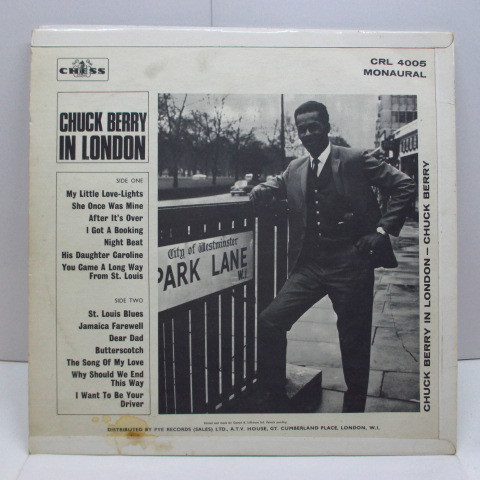 CHESS
CRL 4005
MONAURAL
CHUCK BERRY
IN LONDON
SIDE ONE
My Little Love-Lights
She Once Was Mine
After It's Over
I Got A Booking
Night Beat
His Daughter Caroline
You Came A Long Way
From St. Louis
SIDE TWO
St. Louis Blues
Jamaica Farewell
Dear Dad
Butterscotch
The Song Of My Love
Why Should We End
This Way
I Want To Be Your
Driver
City of Westminster
PARK LANE
W.1
CHUCK BERRY IN LONDON – CHUCK BERRY
DISTRIBUTED BY PYE RECORDS (SALES) LTD., A.T.V. HOUSE, GT. CUMBERLAND PLACE, LONDON, W.I.